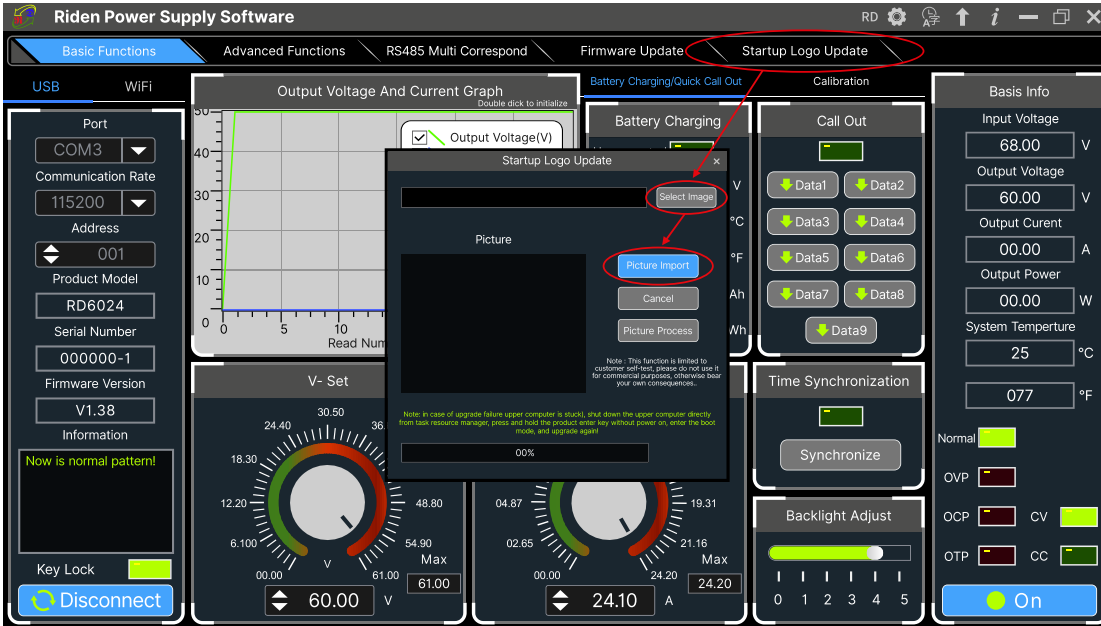 Riden Power Supply Software
RD
Basic Functions
Advanced Functions
RS485 Multi Correspond
Firmware Update
Startup Logo Update
USB
WiFi
Port
COM3
Communication Rate
115200
Address
001
Product Model
RD6024
Serial Number
000000-1
Firmware Version
V1.38
Information
Now is normal pattern!
Key Lock
Disconnect
Output Voltage And Current Graph
Double dick to initialize
Output Voltage(V)
50
40
30
20
10
0
0
5
10
Read Num
Battery Charging/Quick Call Out
Calibration
Battery Charging
V
°C
°F
Ah
Wh
Call Out
Data1
Data2
Data3
Data4
Data5
Data6
Data7
Data8
Data9
Startup Logo Update
×
Select Image
Picture
Picture Import
Cancel
Picture Process
Note : This function is limited to
customer self-test, please do not use it
for commercial purposes, otherwise bear
your own consequences..
Note: in case of upgrade failure upper computer is stuck), shut down the upper computer directly
from task resource manager, press and hold the product enter key without power on, enter the boot
mode, and upgrade again!
00%
V- Set
30.50
24.40
36.
18.30
12.20
48.80
6.100
54.90
00.00
V
61.00
Max
61.00
60.00
V
04.87
19.31
02.65
21.16
00.00
24.20
Max
24.20
24.10
A
Time Synchronization
Synchronize
Backlight Adjust
0
1
2
3
4
5
Basis Info
Input Voltage
68.00 V
Output Voltage
60.00 V
Output Curent
00.00 A
Output Power
00.00 W
System Temperture
25 °C
077 °F
Normal
OVP
OCP
CV
OTP
CC
On